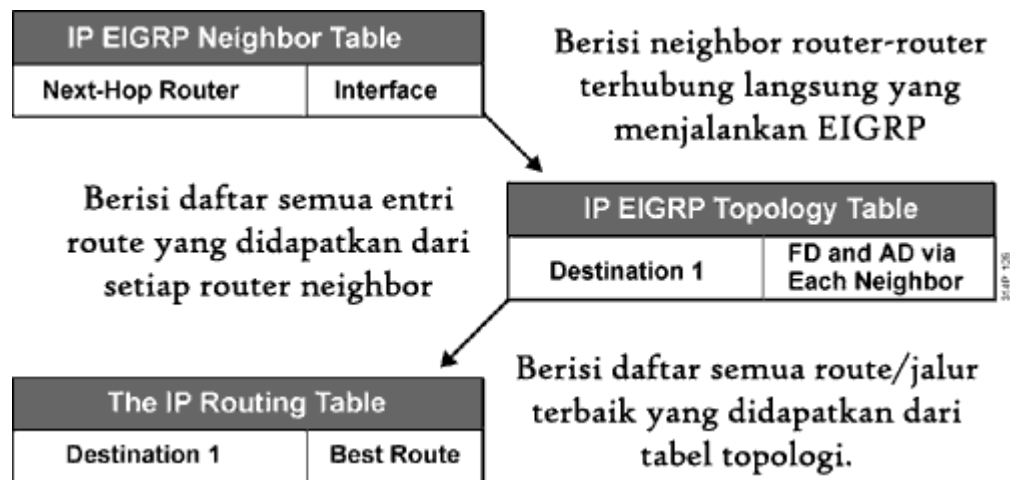 IP EIGRP Neighbor Table
Next-Hop Router
Interface
Berisi neighbor router-router
terhubung langsung yang
menjalankan EIGRP
Berisi daftar semua entri
route yang didapatkan dari
setiap router neighbor
IP EIGRP Topology Table
Destination 1
FD and AD via
Each Neighbor
The IP Routing Table
Destination 1
Best Route
Berisi daftar semua route/jalur
terbaik yang didapatkan dari
tabel topologi.